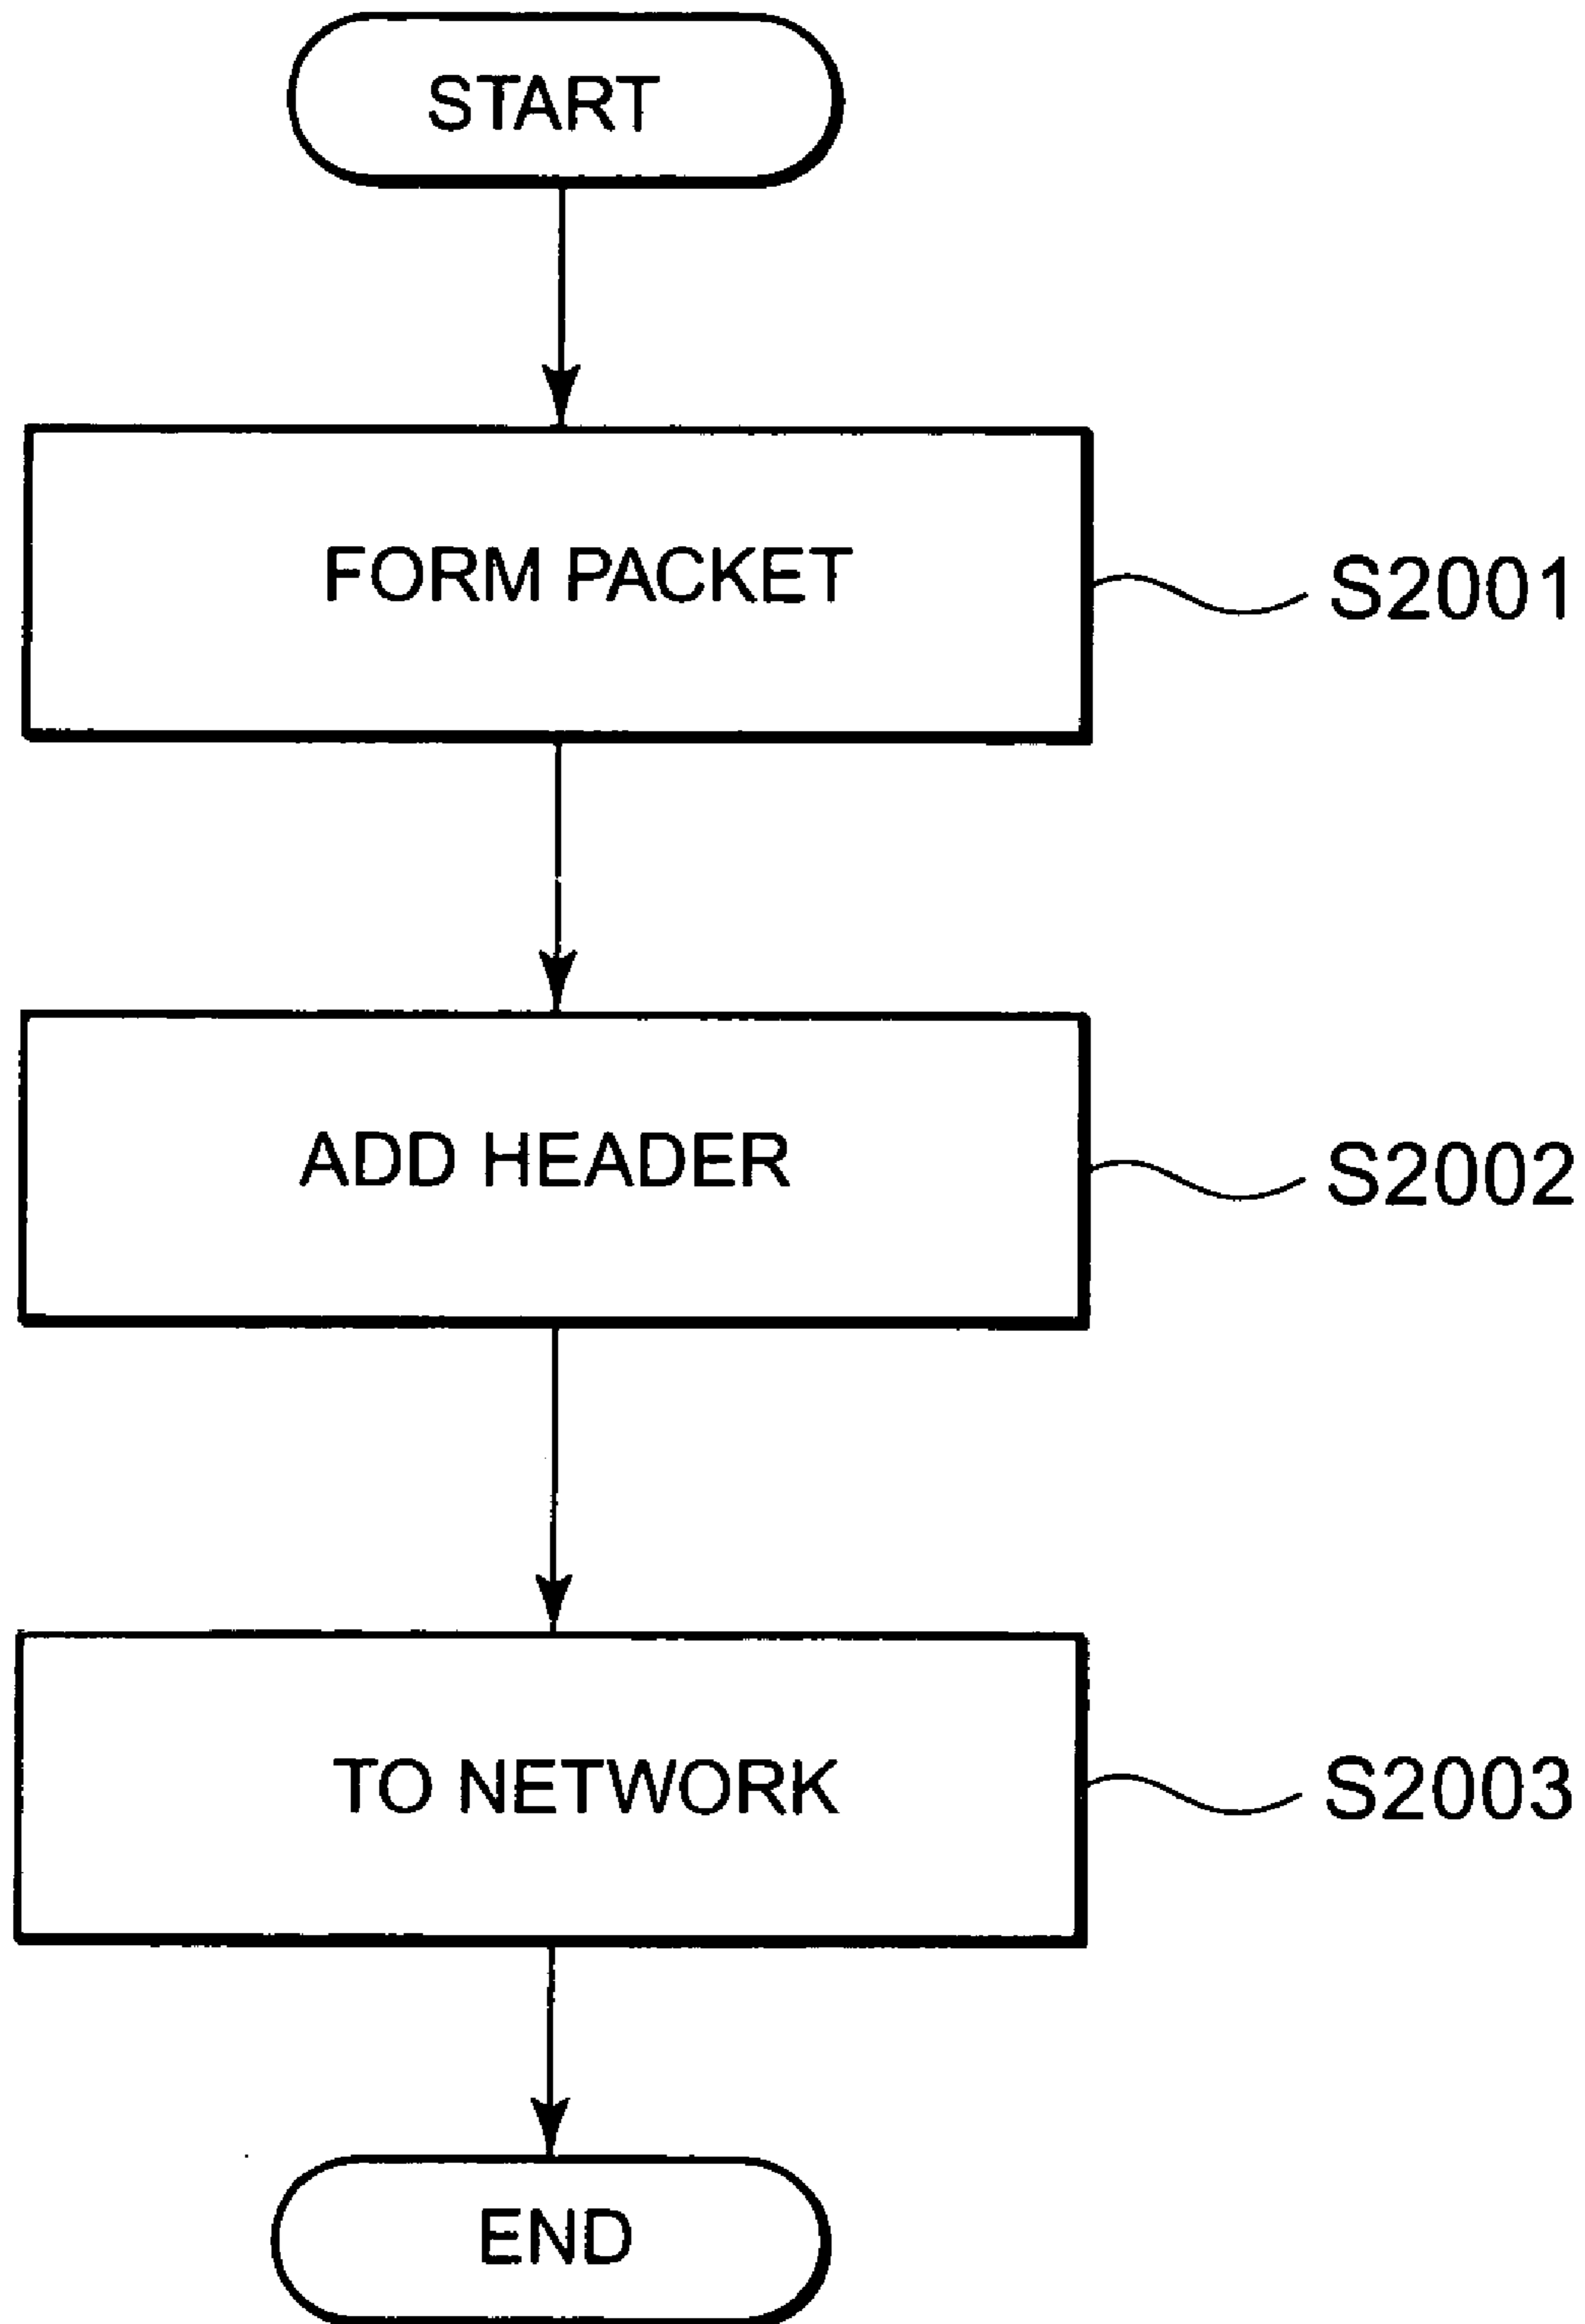 START
FORM PACKET
S2001
ADD HEADER
S2002
TO NETWORK
S2003
END